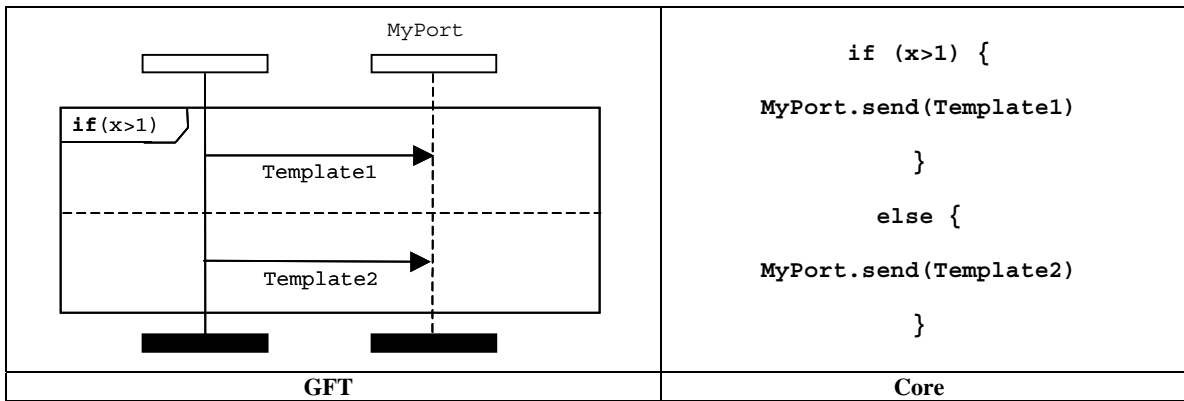 MyPort
if(x>1)
Template1
Template2
GFT
if (x>1) {
MyPort.send(Template1)
}
else {
MyPort.send(Template2)
}
Core